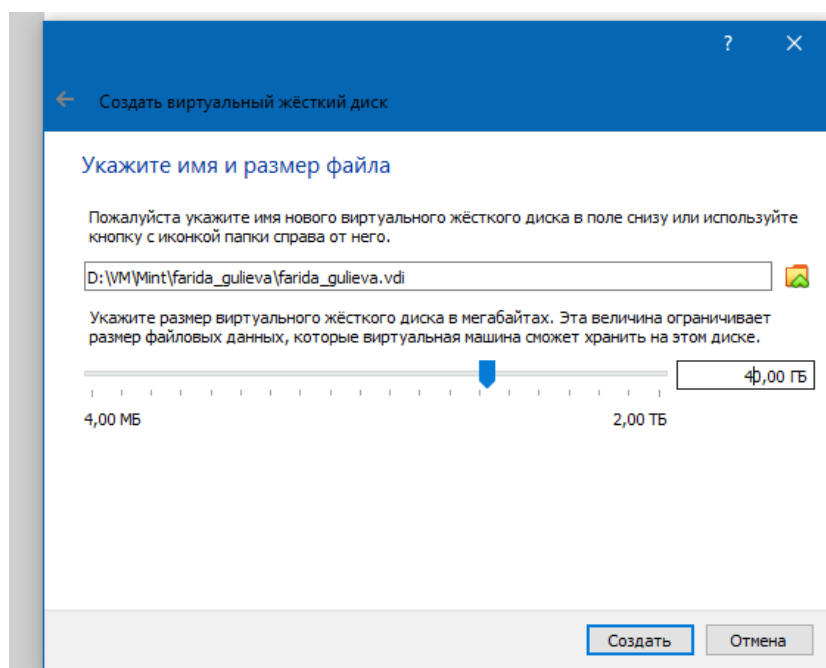 ?
Создать виртуальный жёсткий диск
Укажите имя и размер файла
Пожалуйста укажите имя нового виртуального жёсткого диска в поле снизу или используйте
кнопку с иконкой папки справа от него.
D:\VM\Mint\farida_gulieva\farida_gulieva.vdi
Укажите размер виртуального жёсткого диска в мегабайтах. Эта величина ограничивает
размер файловых данных, которые виртуальная машина сможет хранить на этом диске.
40,00 ГБ
4,00 МБ 2,00 ТБ
Создать Отмена